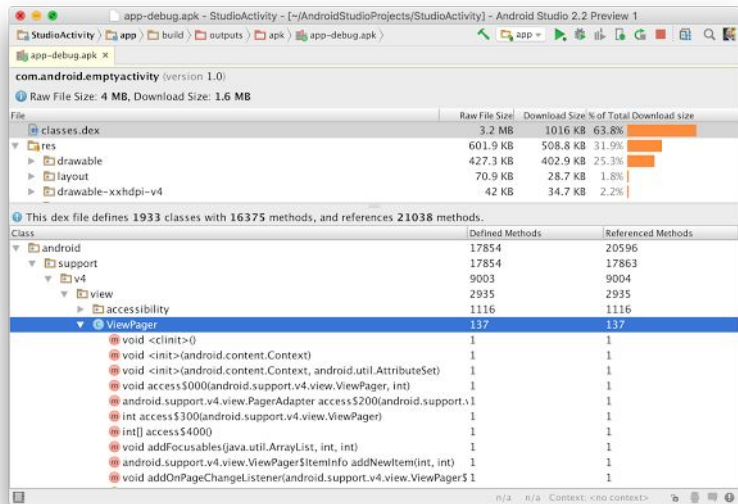 app-debug.apk - StudioActivity - [~/AndroidStudioProjects/StudioActivity] - Android Studio 2.2 Preview 1
StudioActivity app build outputs apk app-debug.apk app
app-debug.apk ×
com.android.emptyactivity (version 1.0)
Raw File Size: 4 MB, Download Size: 1.6 MB
File Raw File Size Download Size % of Total Download size
classes.dex 3.2 MB 1016 KB 63.8%
res 601.9 KB 508.8 KB 31.9%
drawable 427.3 KB 402.9 KB 25.3%
layout 70.9 KB 28.7 KB 1.8%
drawable-xxhdpi-v4 42 KB 34.7 KB 2.2%
This dex file defines 1933 classes with 16375 methods, and references 21038 methods.
Class Defined Methods Referenced Methods
android 17854 20596
support 17854 17863
v4 9003 9004
view 2935 2935
accessibility 1116 1116
ViewPager 137 137
void <clinit>() 1 1
void <init>(android.content.Context) 1 1
void <init>(android.content.Context, android.util.AttributeSet) 1 1
void access$000(android.support.v4.view.ViewPager, int) 1 1
android.support.v4.view.PagerAdapter access$200(android.support.v 1 1
int access$300(android.support.v4.view.ViewPager) 1 1
int[] access$400() 1 1
void addFocusables(java.util.ArrayList, int, int) 1 1
android.support.v4.view.ViewPager$ItemInfo addNewItem(int, int) 1 1
void addOnPageChangeListener(android.support.v4.view.ViewPager$ 1 1
n/a n/a Context: <no context>